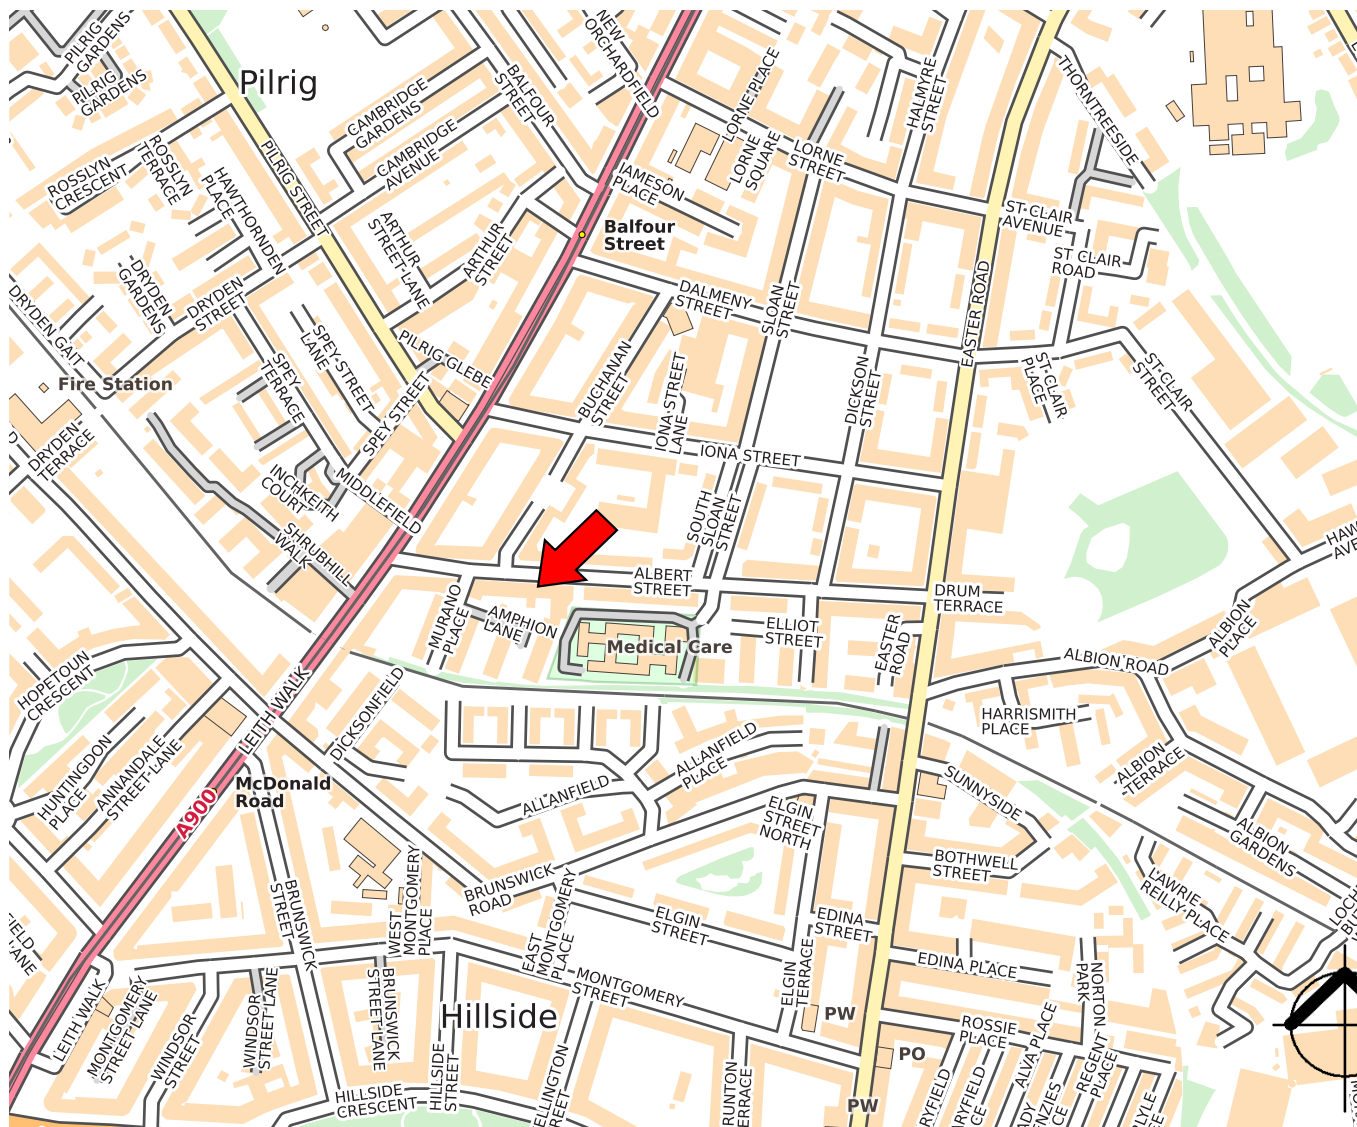 PILRIG
GARDENS
PILRIG
GARDENS
Pilrig
NEW
ORCHARDFIELD
BALFOUR
STREET
CAMBRIDGE
GARDENS
CAMBRIDGE
AVENUE
LORNE PLACE
HALMYRE
STREET
THORNTREESIDE
ROSSLYN
CRESCENT
ROSSLYN
TERRACE
HAWTHORNDEN
PLACE
PILRIG STREET
LORNE
SQUARE
LORNE
STREET
JAMESON
PLACE
ARTHUR
STREET LANE
ARTHUR
STREET
Balfour
Street
ST CLAIR
AVENUE
ST CLAIR
ROAD
DRYDEN
GARDENS
DRYDEN
STREET
DRYDEN GAIT
DALMENY
STREET
SLOAN
STREET
EASTER ROAD
SPEY STREET
LANE
SPEY
TERRACE
PILRIG GLEBE
Fire Station
SPEY STREET
BUCHANAN
STREET
IONA STREET
LANE
DICKSON
STREET
ST CLAIR
PLACE
ST CLAIR
STREET
DRYDEN
TERRACE
IONA STREET
INCHKEITH
COURT
MIDDLEFIELD
SHRUBHILL
WALK
SOUTH
SLOAN
STREET
ALBERT
STREET
DRUM
TERRACE
MURANO
PLACE
AMPHION
LANE
Medical Care
ELLIOT
STREET
EASTER
ROAD
ALBION
PLACE
ALBION ROAD
HOPETOUN
CRESCENT
LEITH WALK
DICKSONFIELD
HARRISMITH
PLACE
HUNTINGDON
PLACE
ANNANDALE
STREET LANE
ALLANFIELD
PLACE
ALLANFIELD
ALBION
TERRACE
SUNNYSIDE
McDonald
Road
A900
ELGIN
STREET
NORTH
ALBION
GARDENS
BOTHWELL
STREET
LAWRIE
REILLY PLACE
BRUNSWICK
ROAD
BRUNSWICK
STREET
WEST
MONTGOMERY
PLACE
EAST
MONTGOMERY
PLACE
ELGIN
STREET
EDINA
STREET
EDINA PLACE
ELGIN
TERRACE
MONTGOMERY
STREET
LEITH WALK
MONTGOMERY
STREET LANE
WINDSOR
STREET
WINDSOR
STREET LANE
BRUNSWICK
STREET LANE
Hillside
HILLSIDE
STREET
HILLSIDE
CRESCENT
PW
PO
PW
ROSSIE
PLACE
ALVA PLACE
NORTON
PARK
REGENT
PLACE